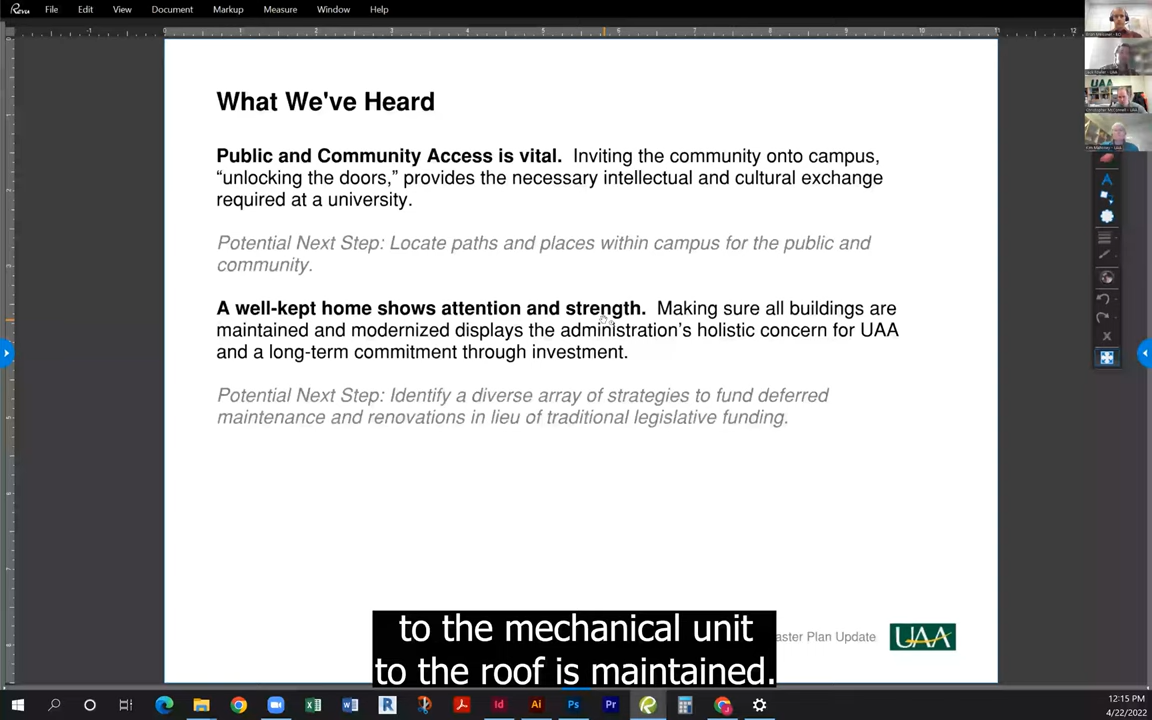 Revu File Edit View Document Markup Measure Window Help
What We've Heard
Public and Community Access is vital. Inviting the community onto campus,
“unlocking the doors,” provides the necessary intellectual and cultural exchange
required at a university.
Potential Next Step: Locate paths and places within campus for the public and
community.
A well-kept home shows attention and strength. Making sure all buildings are
maintained and modernized displays the administration’s holistic concern for UAA
and a long-term commitment through investment.
Potential Next Step: Identify a diverse array of strategies to fund deferred
maintenance and renovations in lieu of traditional legislative funding.
to the mechanical unit
to the roof is maintained.
aster Plan Update UAA
12:15 PM
4/22/2022